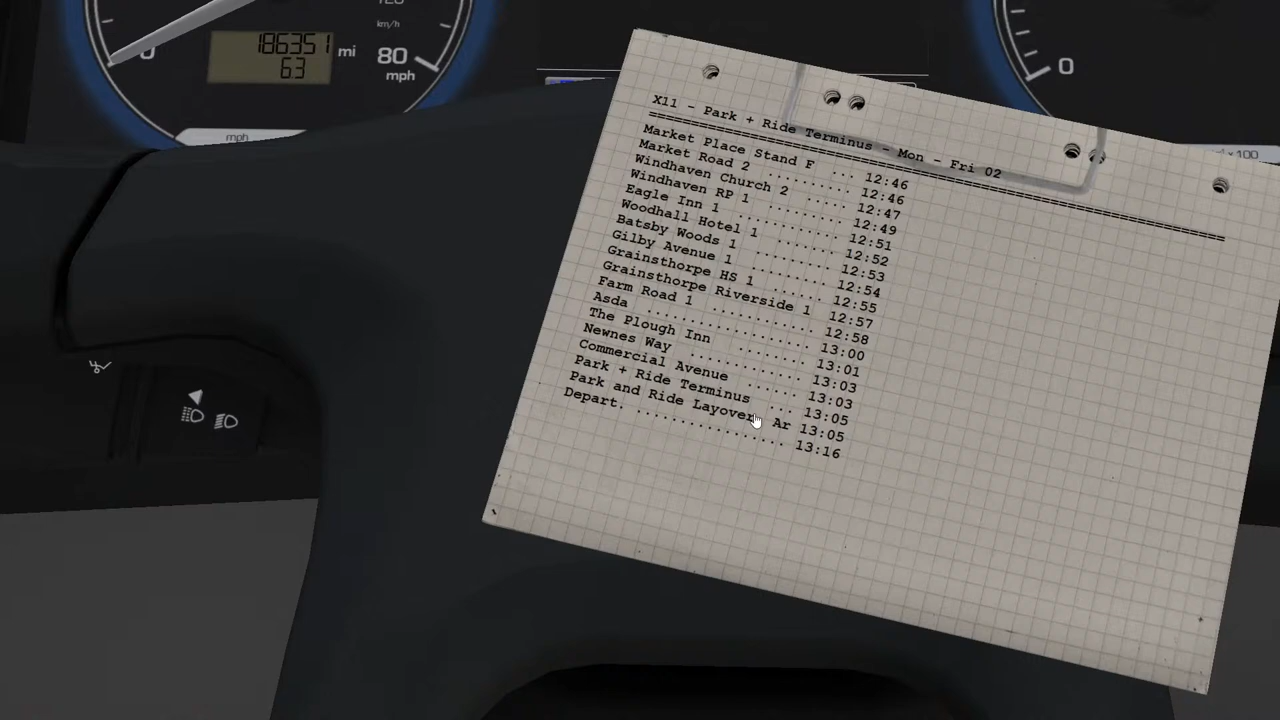 120
km/h
186351 mi
63
0
80
mph
mph
0
x100
X11 - Park + Ride Terminus - Mon - Fri 02
Market Place Stand F ... 12:46
Market Road 2 .......... 12:46
Windhaven Church 2 ..... 12:47
Windhaven RP 1 ......... 12:49
Eagle Inn 1 ............ 12:51
Woodhall Hotel 1 ....... 12:52
Batsby Woods 1 ......... 12:53
Gilby Avenue 1 ......... 12:54
Grainsthorpe HS 1 ...... 12:55
Grainsthorpe Riverside 1 12:57
Farm Road 1 ............ 12:58
Asda ................... 13:00
The Plough Inn ......... 13:01
Newnes Way ............. 13:03
Commercial Avenue ...... 13:03
Park + Ride Terminus ... 13:05
Park and Ride Layover Ar 13:05
Depart. ................ 13:16